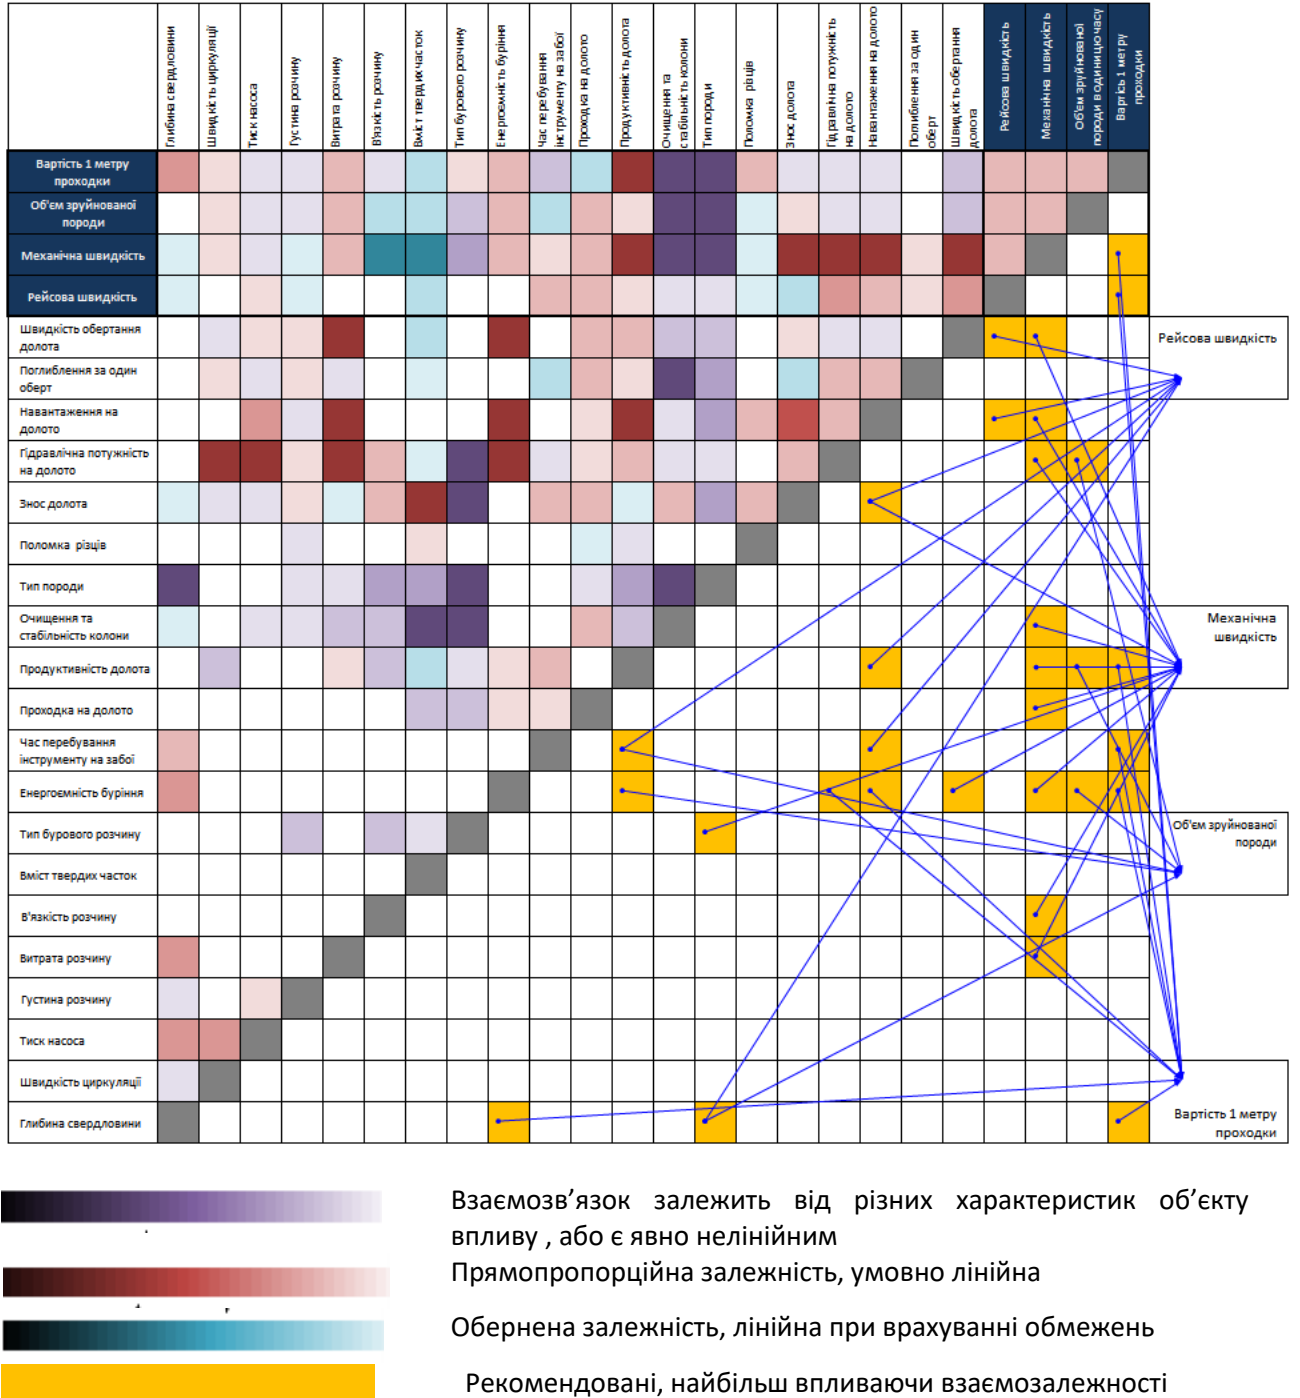 Глибина свердловини
Швидкість циркуляції
Тиск насоса
Густина розчину
Витрата розчину
В'язкість розчину
Вміст твердих часток
Тип бурового розчину
Енергоємність буріння
Час перебування
інструменту на забої
Проходка на долото
Продуктивність долота
Очищення та
стабільність колони
Тип породи
Поломка різців
Знос долота
Гідравлічна потужність
на долото
Навантаження на долото
Поглиблення за один
оберт
Швидкість обертання
долота
Рейсова швидкість
Механічна швидкість
Об'єм зруйнованої
породи в одиницю часу
Вартість 1 метру
проходки
Вартість 1 метру
проходки
Об'єм зруйнованої
породи
Механічна швидкість
Рейсова швидкість
Швидкість обертання
долота
Поглиблення за один
оберт
Навантаження на
долото
Гідравлічна потужність
на долото
Знос долота
Поломка різців
Тип породи
Очищення та
стабільність колони
Продуктивність долота
Проходка на долото
Час перебування
інструменту на забої
Енергоємність буріння
Тип бурового розчину
Вміст твердих часток
В'язкість розчину
Витрата розчину
Густина розчину
Тиск насоса
Швидкість циркуляції
Глибина свердловини
Рейсова швидкість
Механічна
швидкість
Об'єм зруйнованої
породи
Вартість 1 метру
проходки
Взаємозв’язок залежить від різних характеристик об’єкту
впливу , або є явно нелінійним
Прямопропорційна залежність, умовно лінійна
Обернена залежність, лінійна при врахуванні обмежень
Рекомендовані, найбільш впливаючи взаємозалежності